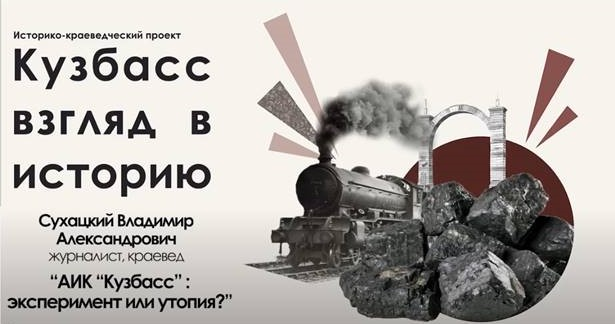 Историко-краеведческий проект
Кузбасс
взгляд в
историю
Сухацкий Владимир
Александрович
журналист, краевед
“АИК “Кузбасс” :
эксперимент или утопия?”